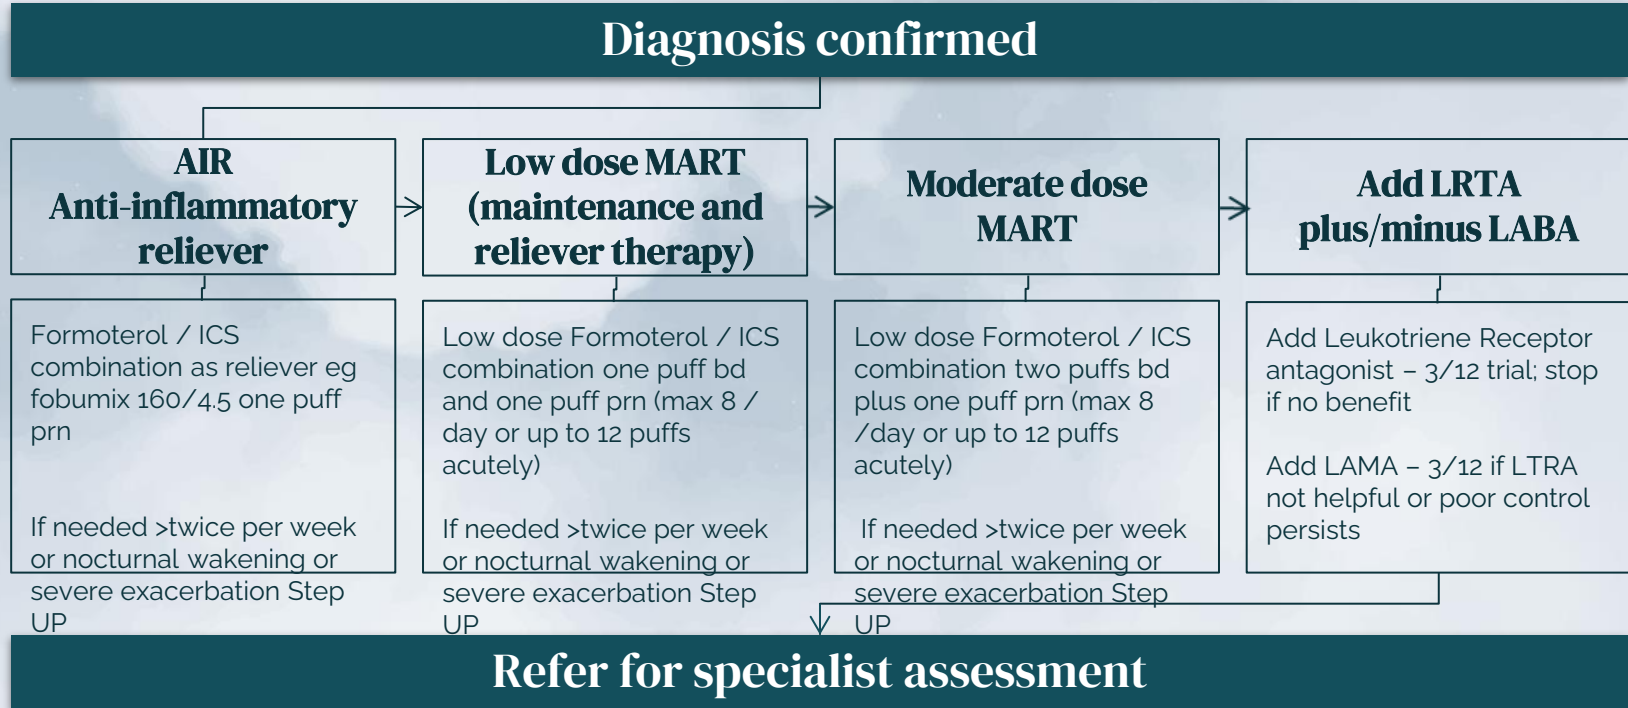 Diagnosis confirmed
AIR
Anti-inflammatory
reliever
Low dose MART
(maintenance and
reliever therapy)
Moderate dose
MART
Add LRTA
plus/minus LABA
Formoterol / ICS
combination as reliever eg
fobumix 160/4.5 one puff
prn
If needed >twice per week
or nocturnal wakening or
severe exacerbation Step
UP
Low dose Formoterol / ICS
combination one puff bd
and one puff prn (max 8 /
day or up to 12 puffs
acutely)
If needed >twice per week
or nocturnal wakening or
severe exacerbation Step
UP
Low dose Formoterol / ICS
combination two puffs bd
plus one puff prn (max 8
/day or up to 12 puffs
acutely)
If needed >twice per week
or nocturnal wakening or
severe exacerbation Step
UP
Add Leukotriene Receptor
antagonist – 3/12 trial; stop
if no benefit
Add LAMA – 3/12 if LTRA
not helpful or poor control
persists
Refer for specialist assessment